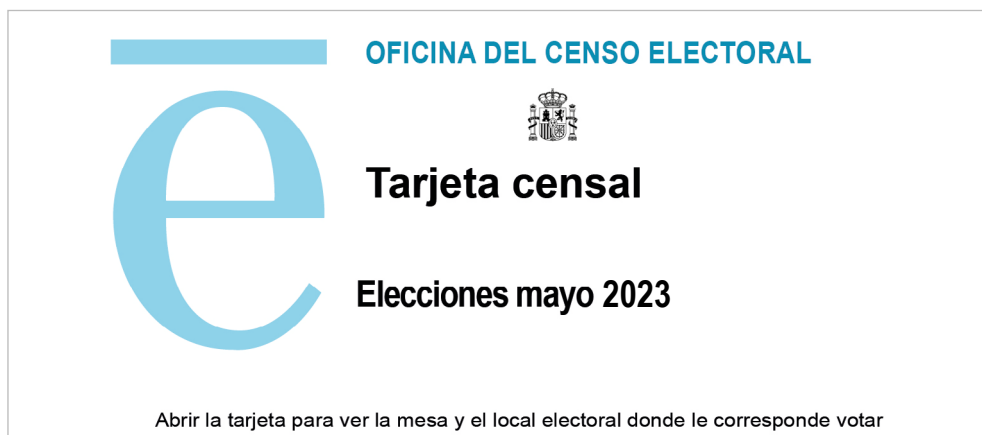 OFICINA DEL CENSO ELECTORAL
ē
Tarjeta censal
Elecciones mayo 2023
Abrir la tarjeta para ver la mesa y el local electoral donde le corresponde votar